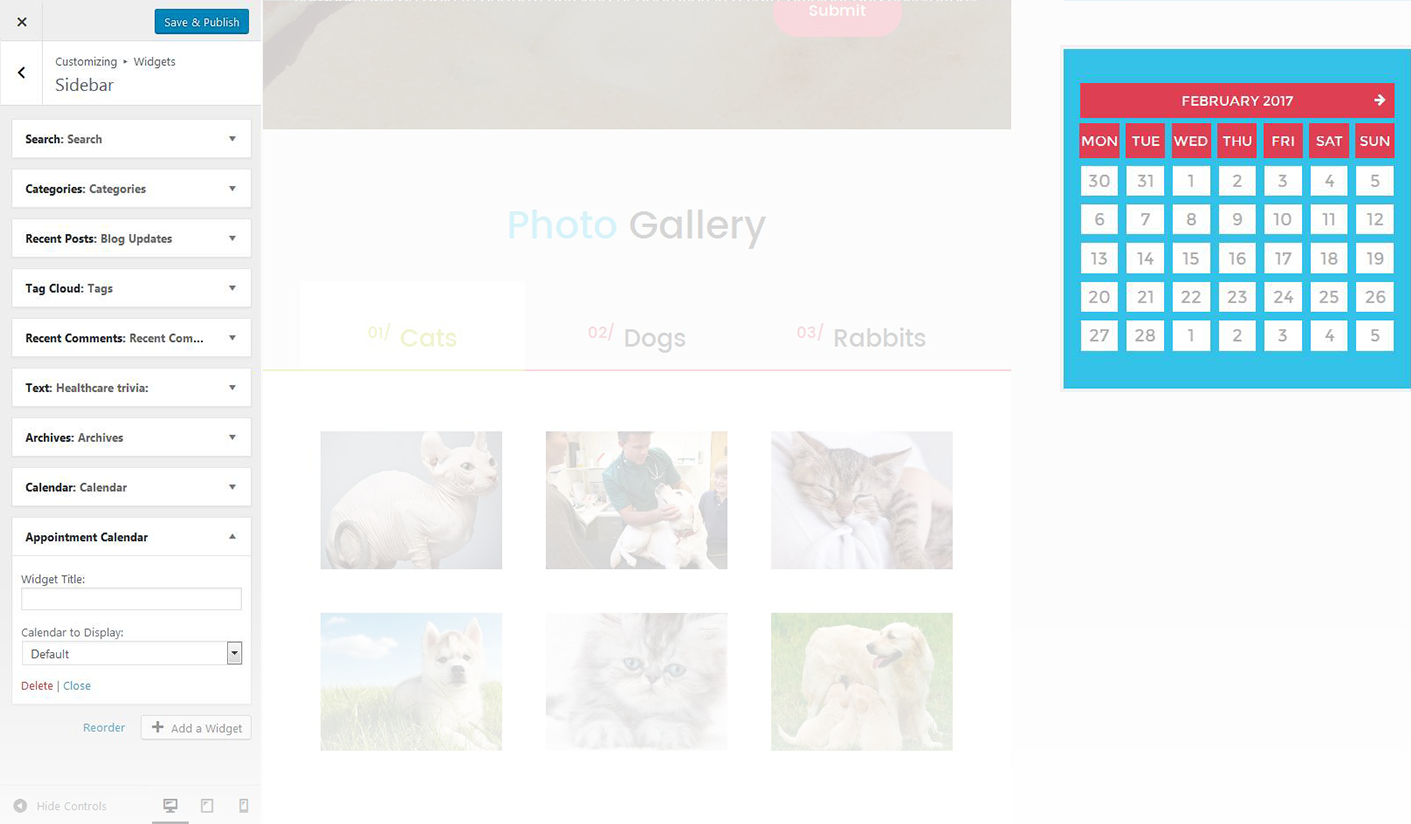 Save & Publish
Customizing ▸ Widgets
Sidebar
Search: Search
Categories: Categories
Recent Posts: Blog Updates
Tag Cloud: Tags
Recent Comments: Recent Com...
Text: Healthcare trivia:
Archives: Archives
Calendar: Calendar
Appointment Calendar
Widget Title:
Calendar to Display:
Default
Delete | Close
Reorder
Add a Widget
Hide Controls
Submit
Photo Gallery
01/ Cats
02/ Dogs
03/ Rabbits
FEBRUARY 2017
MON TUE WED THU FRI SAT SUN
30 31 1 2 3 4 5
6 7 8 9 10 11 12
13 14 15 16 17 18 19
20 21 22 23 24 25 26
27 28 1 2 3 4 5